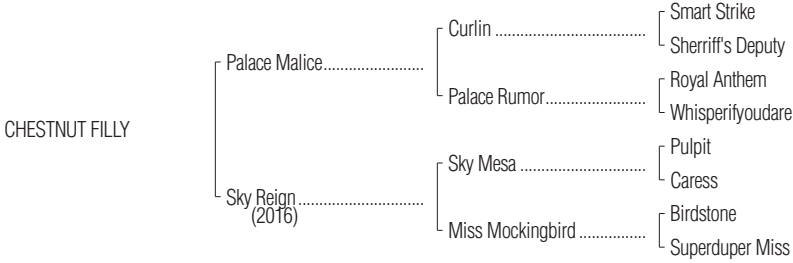 Smart Strike
Curlin ....................................
Sherriff's Deputy
Palace Malice........................
Royal Anthem
Palace Rumor........................
Whisperifyoudare
CHESTNUT FILLY
Pulpit
Sky Mesa ..............................
Caress
Sky Reign ..............................
(2016)
Birdstone
Miss Mockingbird ................
Superduper Miss